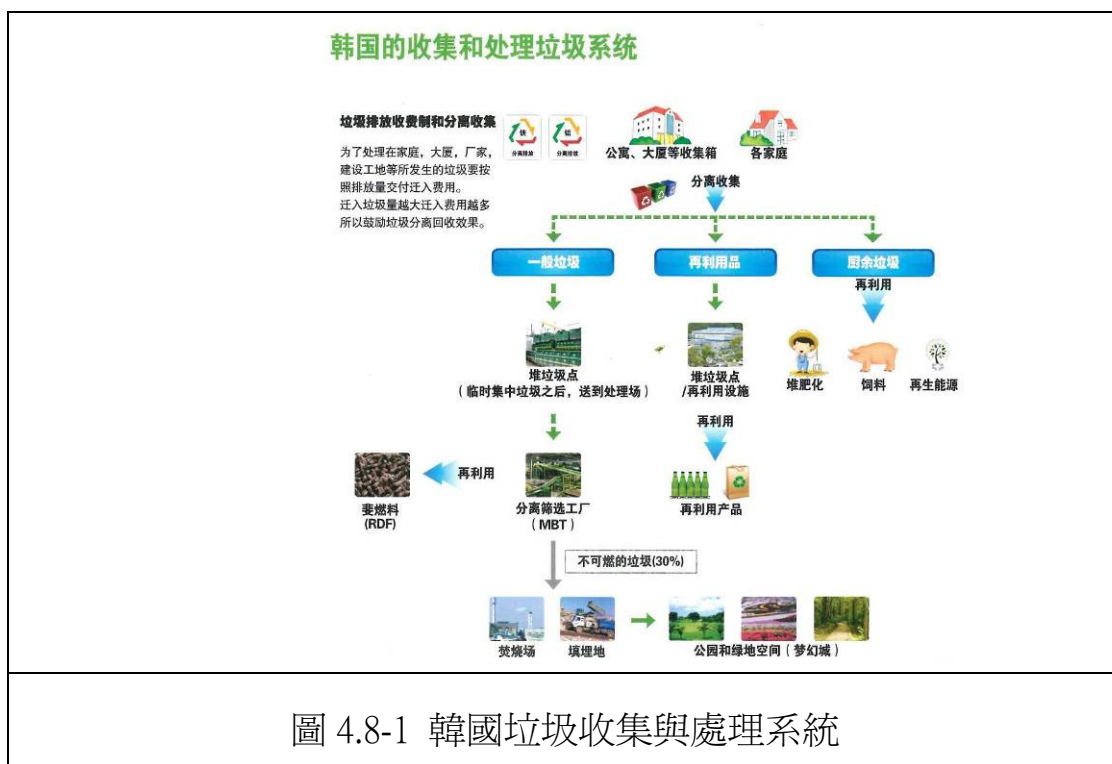 韩国的收集和处理垃圾系统
垃圾排放收费制和分离收集
为了处理在家庭，大厦，厂家，
建设工地等所发生的垃圾要按
照排放量交付迁入费用。
迁入垃圾量越大迁入费用越多
所以鼓励垃圾分离回收效果。
分离排放
分离排放
公寓、大厦等收集箱
各家庭
分离收集
一般垃圾
再利用品
厨余垃圾
再利用
堆垃圾点
（临时集中垃圾之后，送到处理场）
堆垃圾点
/再利用设施
堆肥化
饲料
再生能源
再利用
再利用
斐燃料
(RDF)
分离筛选工厂
（MBT）
再利用产品
不可燃的垃圾(30%)
焚烧场
填埋地
公园和绿地空间（梦幻城）
圖 4.8-1 韓國垃圾收集與處理系統